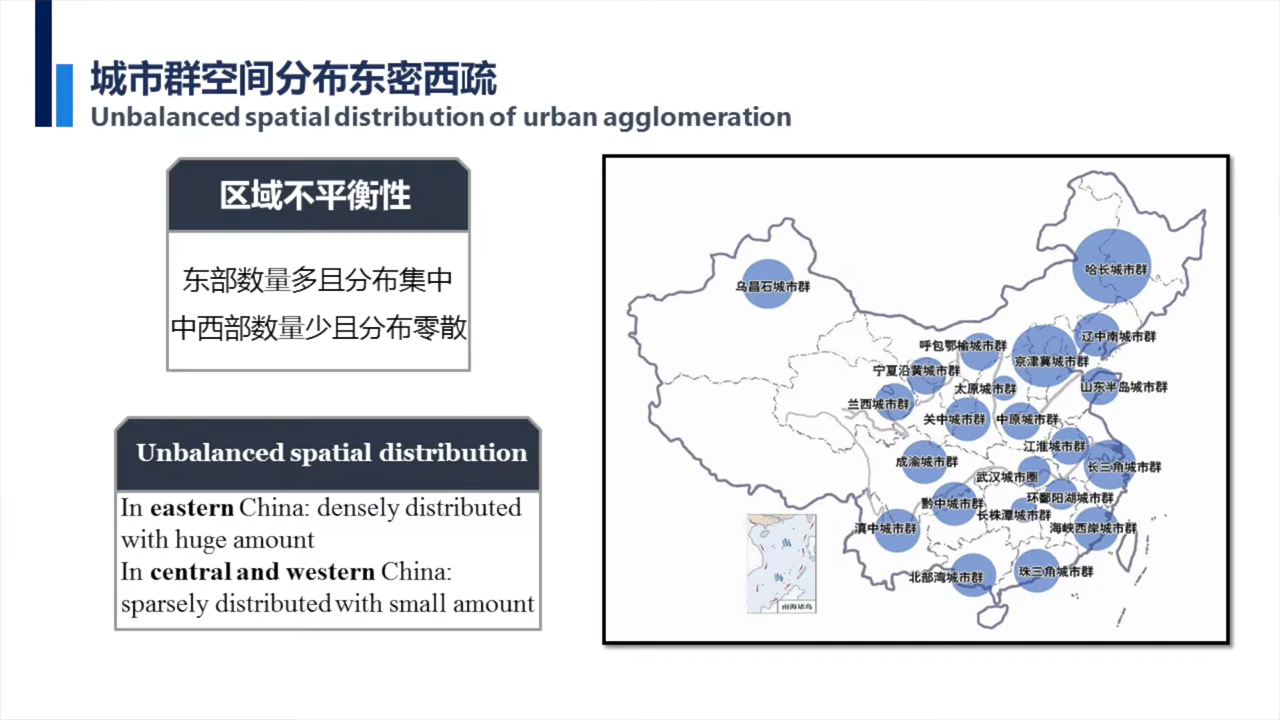 城市群空间分布东密西疏
Unbalanced spatial distribution of urban agglomeration
区域不平衡性
东部数量多且分布集中
中西部数量少且分布零散
Unbalanced spatial distribution
In eastern China: densely distributed
with huge amount
In central and western China:
sparsely distributed with small amount
哈长城市群
乌昌石城市群
辽中南城市群
呼包鄂榆城市群
京津冀城市群
宁夏沿黄城市群
太原城市群
山东半岛城市群
兰西城市群
关中城市群
中原城市群
江淮城市群
成渝城市群
武汉城市圈
长三角城市群
环鄱阳湖城市群
黔中城市群
长株潭城市群
滇中城市群
海峡西岸城市群
北部湾城市群
珠三角城市群
南海诸岛